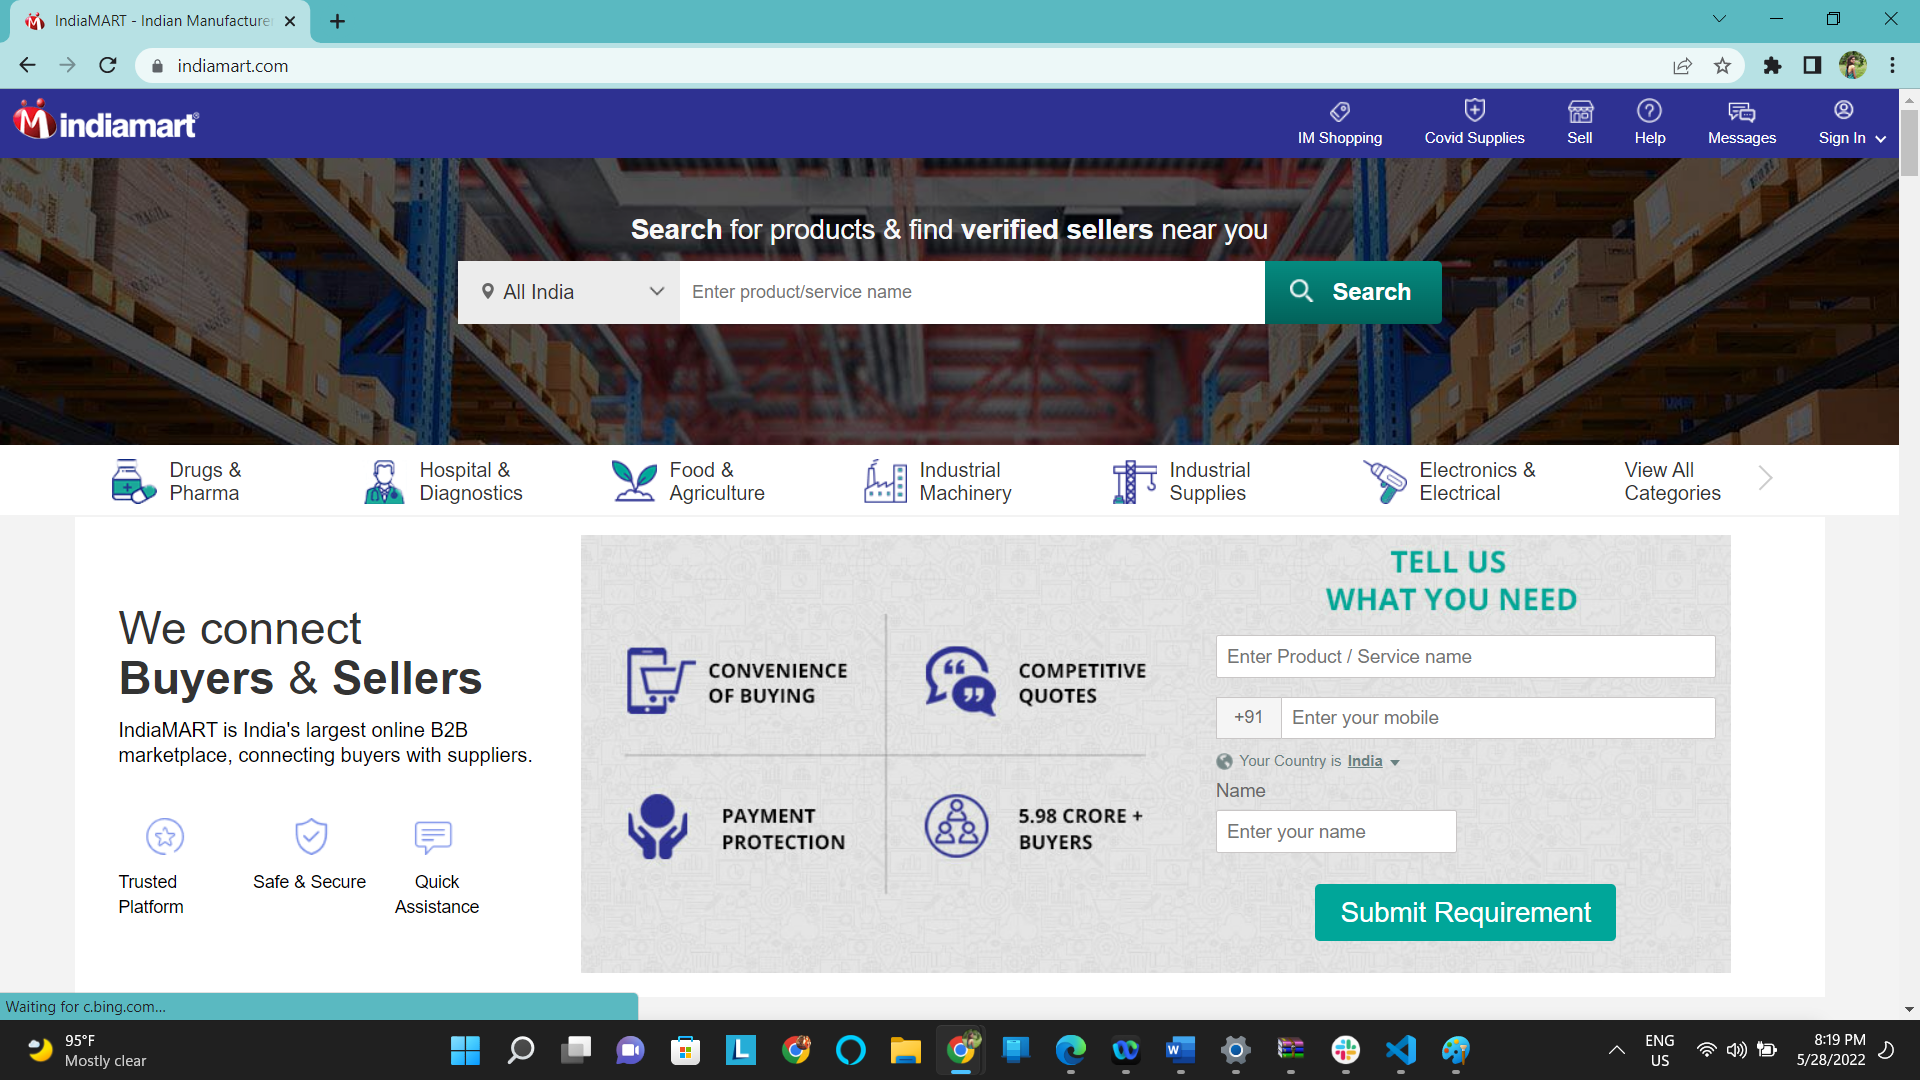 IndiaMART - Indian Manufacture
indiamart.com
indiamart®
IM Shopping
Covid Supplies
Sell
Help
Messages
Sign In
Search for products & find verified sellers near you
All India
Enter product/service name
Search
Drugs &
Pharma
Hospital &
Diagnostics
Food &
Agriculture
Industrial
Machinery
Industrial
Supplies
Electronics &
Electrical
View All
Categories
We connect
Buyers & Sellers
IndiaMART is India's largest online B2B
marketplace, connecting buyers with suppliers.
Trusted
Platform
Safe & Secure
Quick
Assistance
CONVENIENCE
OF BUYING
COMPETITIVE
QUOTES
PAYMENT
PROTECTION
5.98 CRORE +
BUYERS
TELL US
WHAT YOU NEED
Enter Product / Service name
+91
Enter your mobile
Your Country is India
Name
Enter your name
Submit Requirement
Waiting for c.bing.com...
95°F
Mostly clear
ENG
US
8:19 PM
5/28/2022